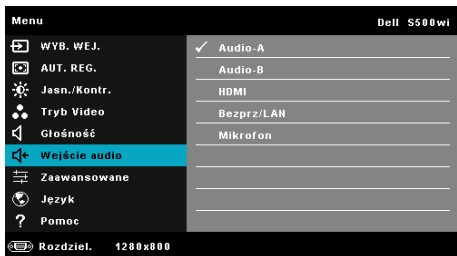 Menu Dell S500wi
WYB. WEJ. ✓ Audio-A
AUT. REG. Audio-B
Jasn./Kontr. HDMI
Tryb Video Bezprz/LAN
Głośność Mikrofon
Wejście audio
Zaawansowane
Język
? Pomoc
Rozdziel. 1280x800